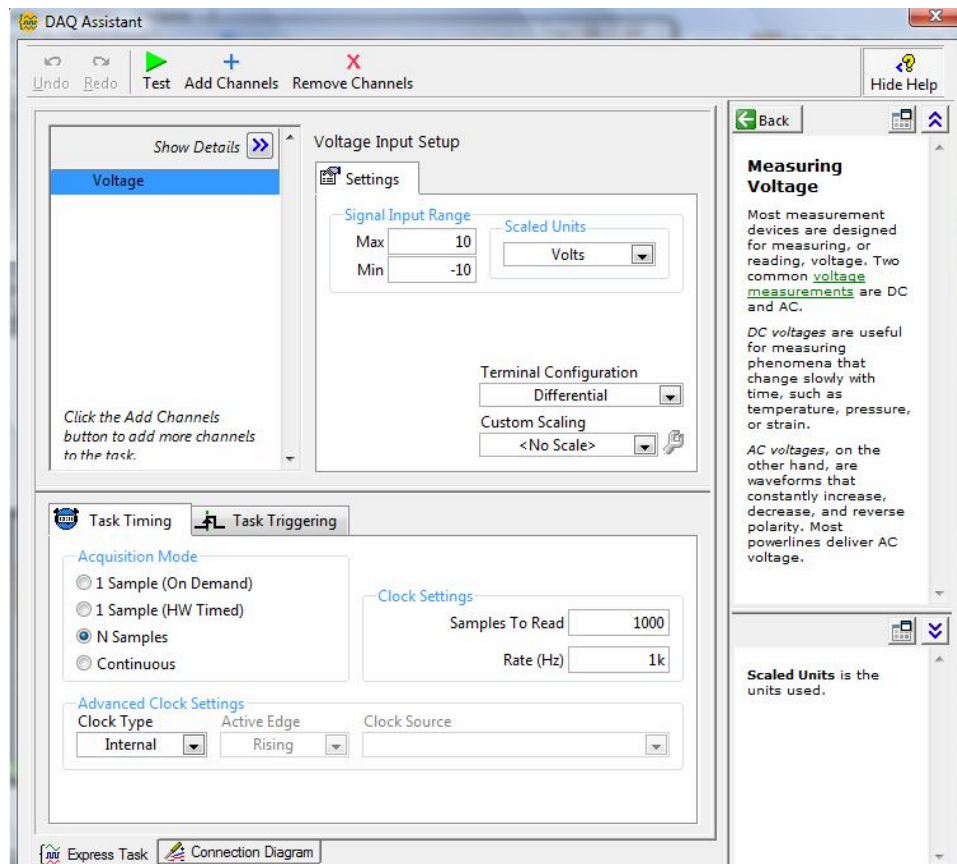 DAQ Assistant
Undo Redo Test Add Channels Remove Channels Hide Help
Show Details
Voltage
Click the Add Channels
button to add more channels
to the task.
Voltage Input Setup
Settings
Signal Input Range
Max 10
Min -10
Scaled Units
Volts
Terminal Configuration
Differential
Custom Scaling
<No Scale>
Task Timing Task Triggering
Acquisition Mode
1 Sample (On Demand)
1 Sample (HW Timed)
N Samples
Continuous
Clock Settings
Samples To Read 1000
Rate (Hz) 1k
Advanced Clock Settings
Clock Type Active Edge Clock Source
Internal Rising
Express Task Connection Diagram
Back
Measuring
Voltage
Most measurement
devices are designed
for measuring, or
reading, voltage. Two
common voltage
measurements are DC
and AC.
DC voltages are useful
for measuring
phenomena that
change slowly with
time, such as
temperature, pressure,
or strain.
AC voltages, on the
other hand, are
waveforms that
constantly increase,
decrease, and reverse
polarity. Most
powerlines deliver AC
voltage.
Scaled Units is the
units used.